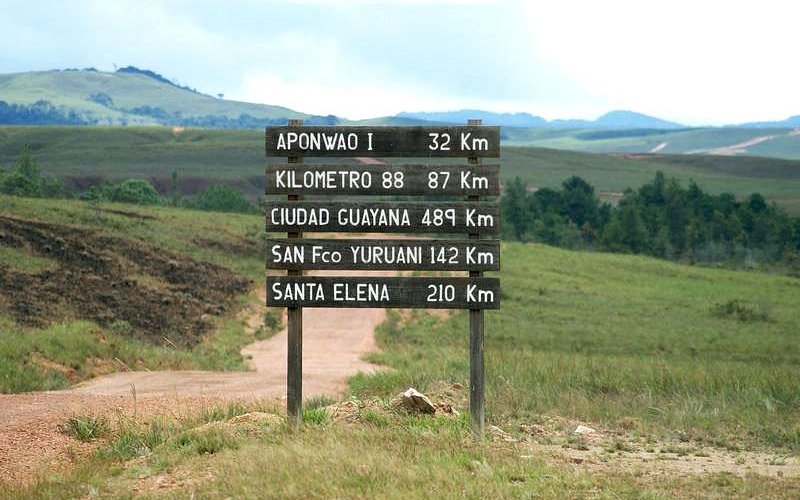 APONWAO I 32 Km
KILOMETRO 88 87 Km
CIUDAD GUAYANA 489 Km
SAN Fco YURUANI 142 Km
SANTA ELENA 210 Km